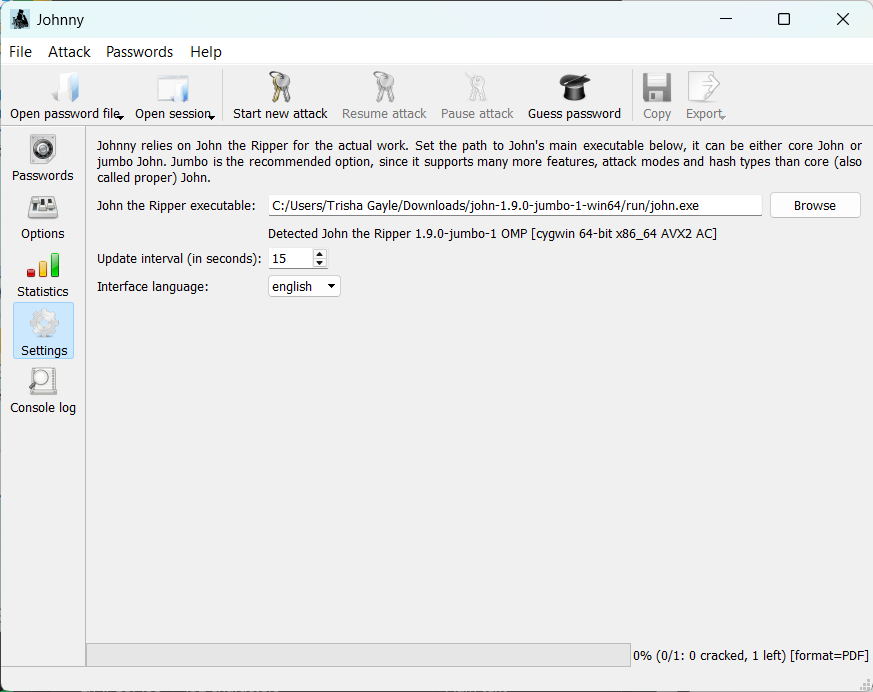 Johnny
File Attack Passwords Help
Open password file Open session Start new attack Resume attack Pause attack Guess password Copy Export
Passwords
Options
Statistics
Settings
Console log
Johnny relies on John the Ripper for the actual work. Set the path to John's main executable below, it can be either core John or
jumbo John. Jumbo is the recommended option, since it supports many more features, attack modes and hash types than core (also
called proper) John.
John the Ripper executable: C:/Users/Trisha Gayle/Downloads/john-1.9.0-jumbo-1-win64/run/john.exe Browse
Detected John the Ripper 1.9.0-jumbo-1 OMP [cygwin 64-bit x86_64 AVX2 AC]
Update interval (in seconds): 15
Interface language: english
0% (0/1: 0 cracked, 1 left) [format=PDF]